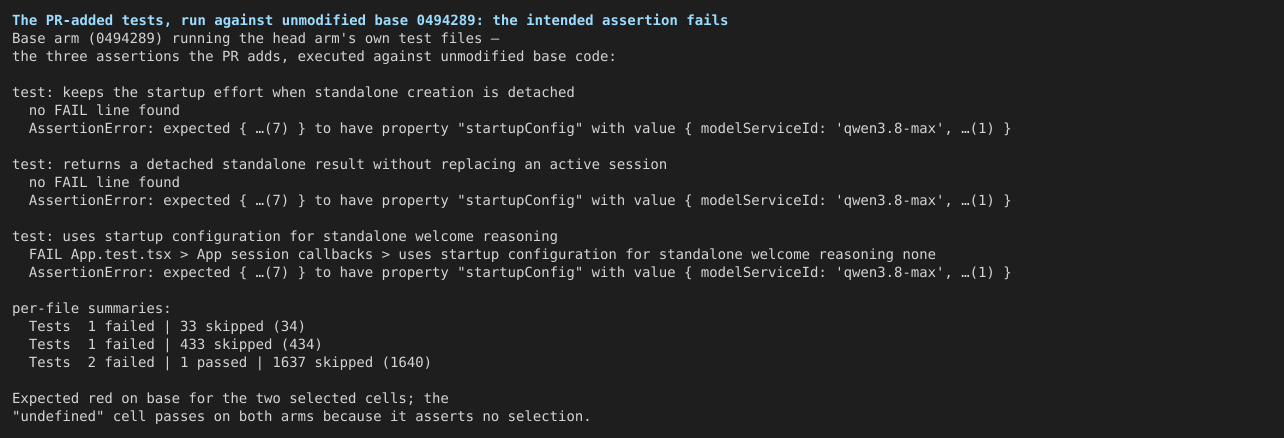 The PR-added tests, run against unmodified base 0494289: the intended assertion fails
Base arm (0494289) running the head arm's own test files —
the three assertions the PR adds, executed against unmodified base code:
test: keeps the startup effort when standalone creation is detached
no FAIL line found
AssertionError: expected { …(7) } to have property "startupConfig" with value { modelServiceId: 'qwen3.8-max', …(1) }
test: returns a detached standalone result without replacing an active session
no FAIL line found
AssertionError: expected { …(7) } to have property "startupConfig" with value { modelServiceId: 'qwen3.8-max', …(1) }
test: uses startup configuration for standalone welcome reasoning
FAIL App.test.tsx > App session callbacks > uses startup configuration for standalone welcome reasoning none
AssertionError: expected { …(7) } to have property "startupConfig" with value { modelServiceId: 'qwen3.8-max', …(1) }
per-file summaries:
Tests  1 failed | 33 skipped (34)
Tests  1 failed | 433 skipped (434)
Tests  2 failed | 1 passed | 1637 skipped (1640)
Expected red on base for the two selected cells; the
"undefined" cell passes on both arms because it asserts no selection.